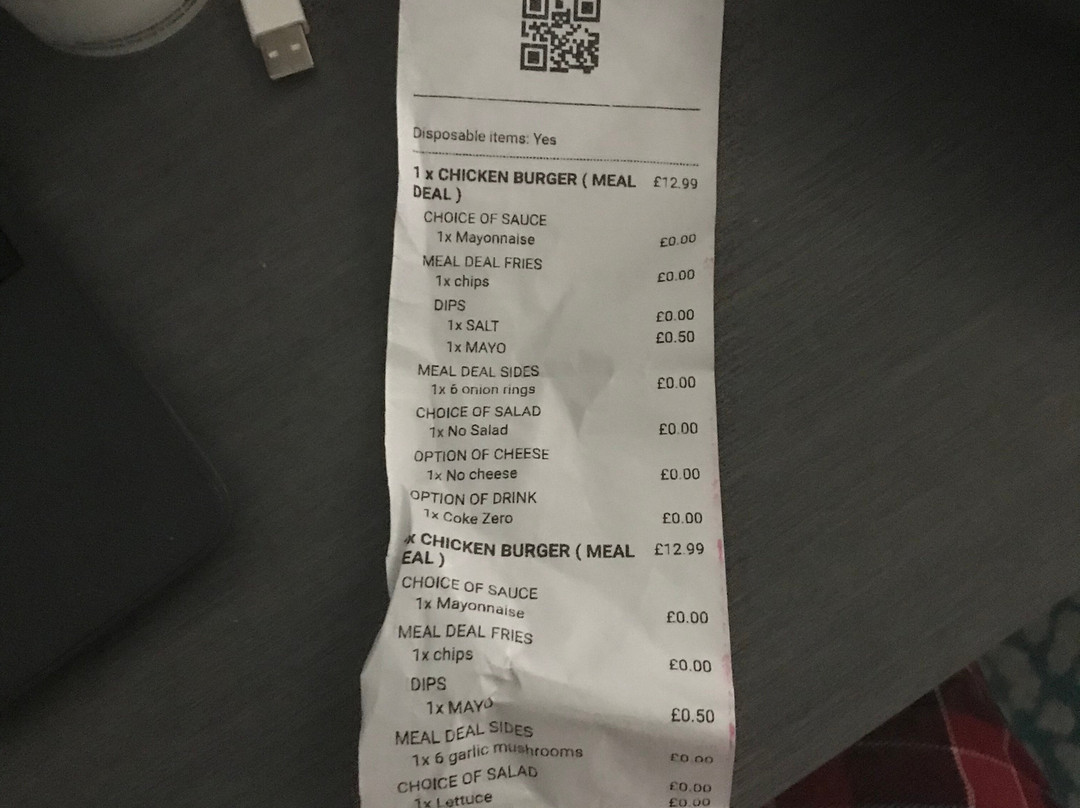 Disposable items: Yes
1 x CHICKEN BURGER ( MEAL £12.99
DEAL )
CHOICE OF SAUCE
1x Mayonnaise £0.00
MEAL DEAL FRIES
1x chips £0.00
DIPS
1x SALT £0.00
1x MAYO £0.50
MEAL DEAL SIDES
1x 6 onion rings £0.00
CHOICE OF SALAD
1x No Salad £0.00
OPTION OF CHEESE
1x No cheese £0.00
OPTION OF DRINK
1x Coke Zero £0.00
x CHICKEN BURGER ( MEAL £12.99
EAL )
CHOICE OF SAUCE
1x Mayonnaise £0.00
MEAL DEAL FRIES
1x chips £0.00
DIPS
1x MAYO £0.50
MEAL DEAL SIDES
1x 6 garlic mushrooms £0.00
CHOICE OF SALAD
£0.00
1x Lettuce £0.00